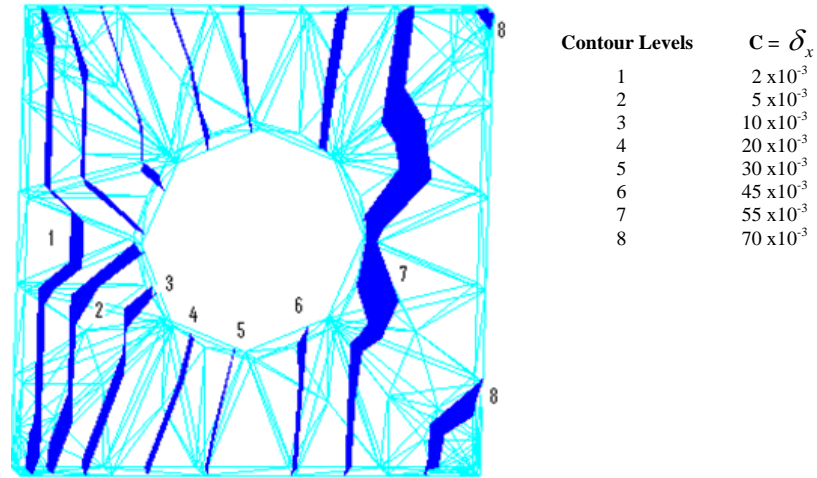 8
1
2
3
4
5
6
7
8
Contour Levels C = δx
1 2 x10-3
2 5 x10-3
3 10 x10-3
4 20 x10-3
5 30 x10-3
6 45 x10-3
7 55 x10-3
8 70 x10-3